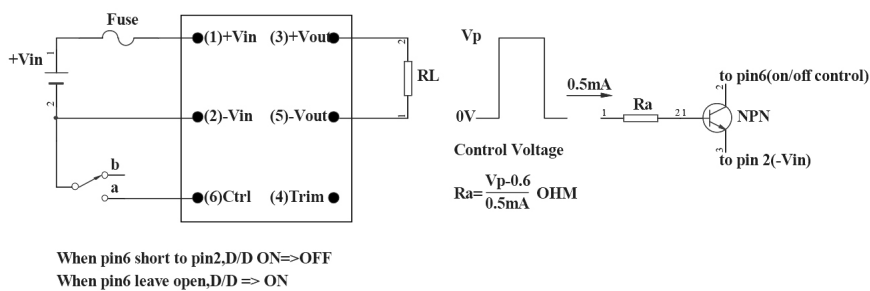 Fuse
+Vin
1
2
(1)+Vin (3)+Vout
2
RL
1
(2)-Vin (5)-Vout
b
a
(6)Ctrl (4)Trim
Vp
0V
Control Voltage
0.5mA
1
Ra
2 1
2
to pin6(on/off control)
NPN
3
to pin 2(-Vin)
Ra= Vp-0.6 / 0.5mA OHM
When pin6 short to pin2,D/D ON=>OFF
When pin6 leave open,D/D => ON